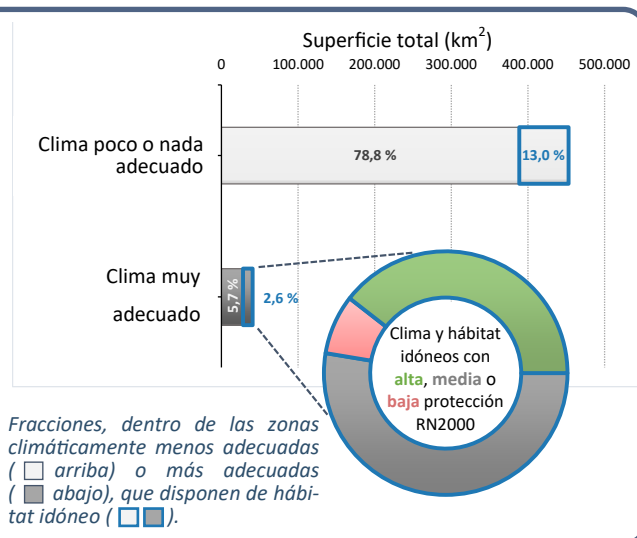 Superficie total (km²)
0 100.000 200.000 300.000 400.000 500.000
Clima poco o nada
adecuado
78,8 %
13,0 %
Clima muy
adecuado
5,7 %
2,6 %
Clima y hábitat
idóneos con
alta, media o
baja protección
RN2000
Fracciones, dentro de las zonas
climáticamente menos adecuadas
( arriba) o más adecuadas
( abajo), que disponen de hábi-
tat idóneo ( ).